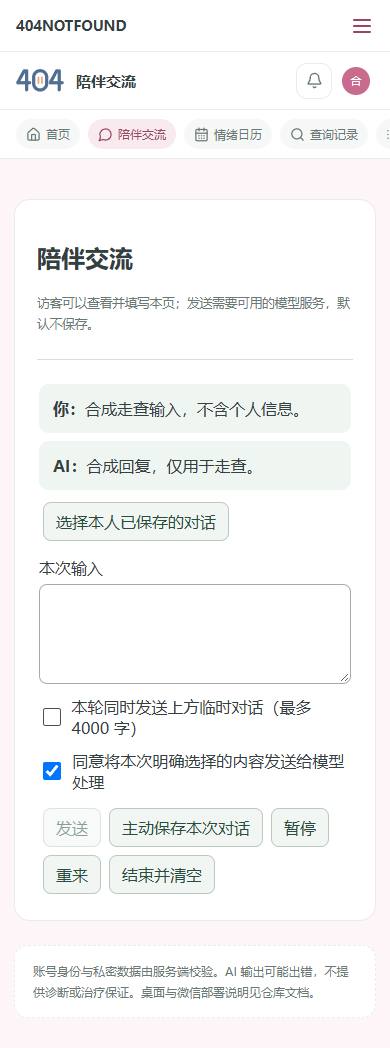 404NOTFOUND
404 陪伴交流
合
首页
陪伴交流
情绪日历
查询记录
陪伴交流
访客可以查看并填写本页；发送需要可用的模型服务，默
认不保存。
你：合成走查输入，不含个人信息。
AI：合成回复，仅用于走查。
选择本人已保存的对话
本次输入
本轮同时发送上方临时对话（最多
4000 字）
同意将本次明确选择的内容发送给模型
处理
发送
主动保存本次对话
暂停
重来
结束并清空
账号身份与私密数据由服务端校验。AI 输出可能出错，不提
供诊断或治疗保证。桌面与微信部署说明见仓库文档。